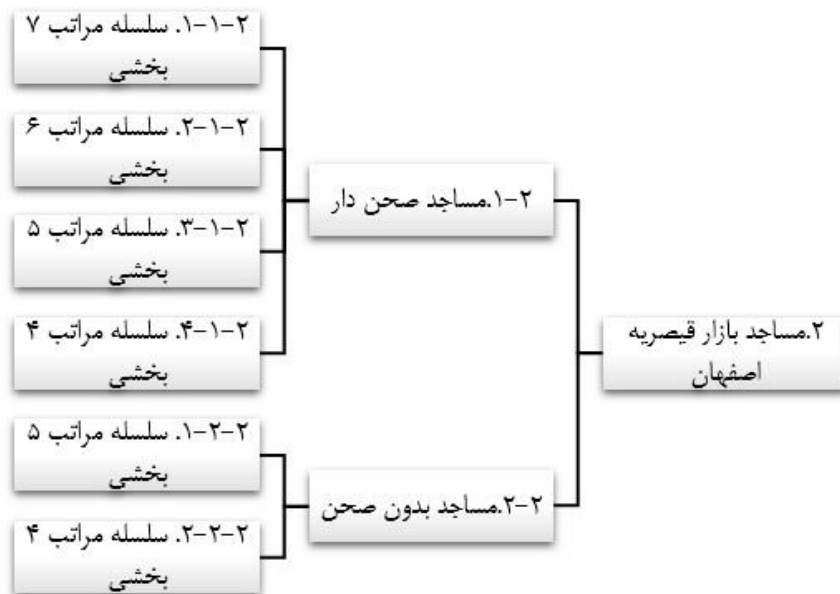 ۲.مساجد بازار قیصریه
اصفهان
۲-۱.مساجد صحن دار
۲-۱-۱. سلسله مراتب ۷
بخشی
۲-۱-۲. سلسله مراتب ۶
بخشی
۲-۱-۳. سلسله مراتب ۵
بخشی
۲-۱-۴. سلسله مراتب ۴
بخشی
۲-۲.مساجد بدون صحن
۲-۲-۱. سلسله مراتب ۵
بخشی
۲-۲-۲. سلسله مراتب ۴
بخشی